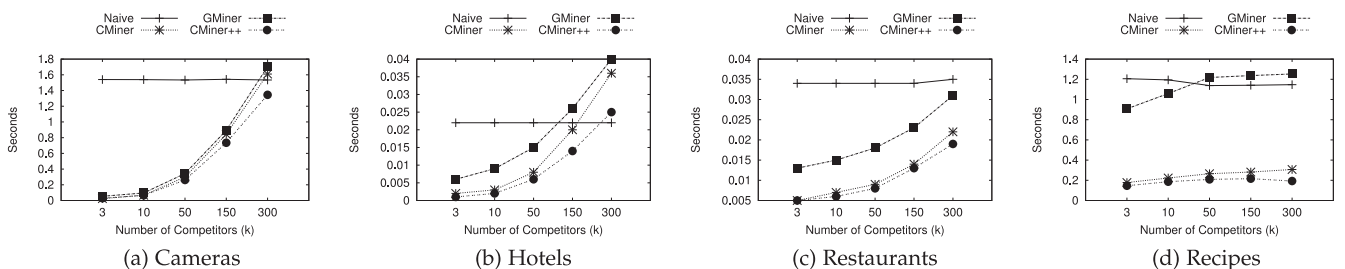 Naive GMiner
CMiner CMiner++
1.8
1.6
1.4
1.2
1
0.8
0.6
0.4
0.2
0
Seconds
3 10 50 150 300
Number of Competitors (k)
(a) Cameras
Naive GMiner
CMiner CMiner++
0.04
0.035
0.03
0.025
0.02
0.015
0.01
0.005
Seconds
3 10 50 150 300
Number of Competitors (k)
(b) Hotels
Naive GMiner
CMiner CMiner++
0.04
0.035
0.03
0.025
0.02
0.015
0.01
0.005
Seconds
3 10 50 150 300
Number of Competitors (k)
(c) Restaurants
Naive GMiner
CMiner CMiner++
1.4
1.2
1
0.8
0.6
0.4
0.2
0
Seconds
3 10 50 150 300
Number of Competitors (k)
(d) Recipes